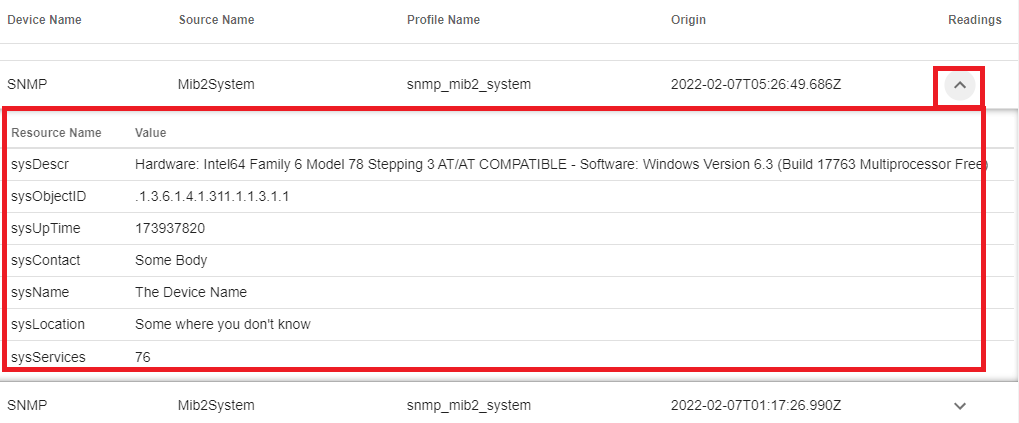 Device Name Source Name Profile Name Origin Readings
SNMP Mib2System snmp_mib2_system 2022-02-07T05:26:49.686Z
Resource Name Value
sysDescr Hardware: Intel64 Family 6 Model 78 Stepping 3 AT/AT COMPATIBLE - Software: Windows Version 6.3 (Build 17763 Multiprocessor Free)
sysObjectID .1.3.6.1.4.1.311.1.1.3.1.1
sysUpTime 173937820
sysContact Some Body
sysName The Device Name
sysLocation Some where you don't know
sysServices 76
SNMP Mib2System snmp_mib2_system 2022-02-07T01:17:26.990Z